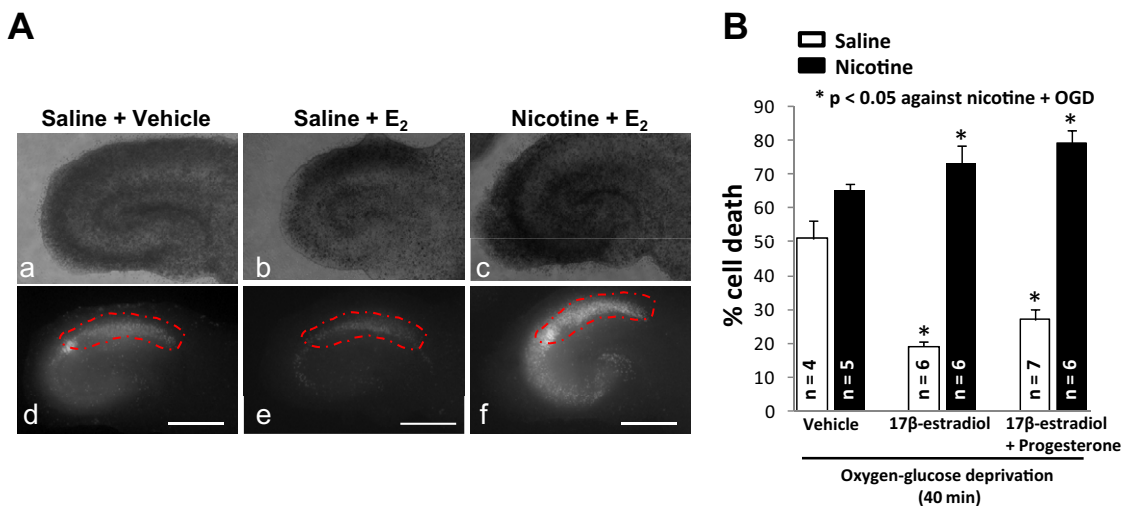 A
Saline + Vehicle
Saline + E₂
Nicotine + E₂
a
b
c
d
e
f
B
Saline
Nicotine
* p < 0.05 against nicotine + OGD
% cell death
90
80
70
60
50
40
30
20
10
0
*
*
*
*
n = 4
n = 5
n = 6
n = 6
n = 7
n = 6
Vehicle
17β-estradiol
17β-estradiol
+ Progesterone
Oxygen-glucose deprivation
(40 min)